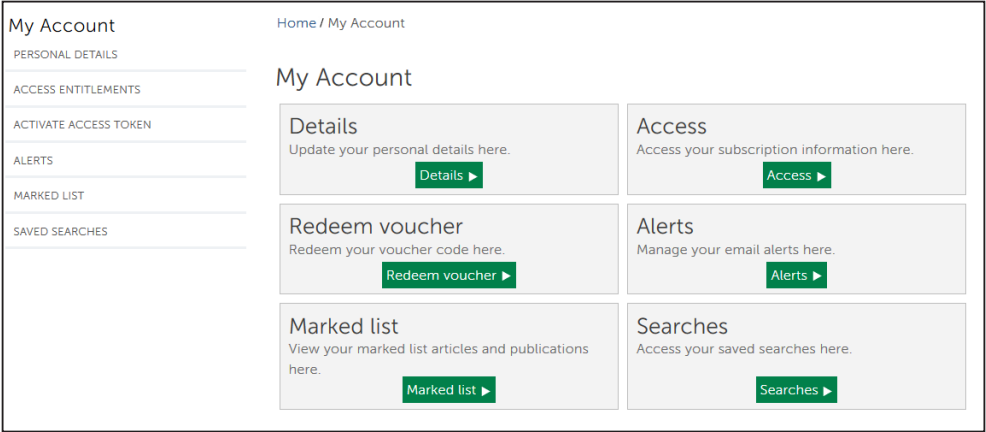 My Account
PERSONAL DETAILS
ACCESS ENTITLEMENTS
ACTIVATE ACCESS TOKEN
ALERTS
MARKED LIST
SAVED SEARCHES
Home / My Account
My Account
Details
Update your personal details here.
Details ▶
Access
Access your subscription information here.
Access ▶
Redeem voucher
Redeem your voucher code here.
Redeem voucher ▶
Alerts
Manage your email alerts here.
Alerts ▶
Marked list
View your marked list articles and publications
here.
Marked list ▶
Searches
Access your saved searches here.
Searches ▶